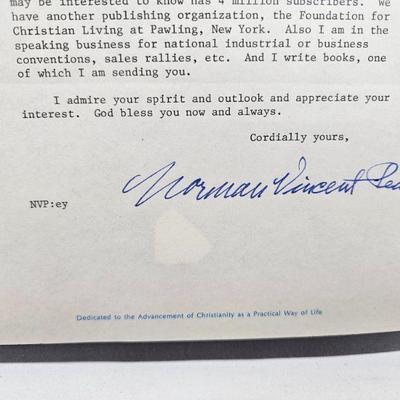 may be interested to know has 4 million subscribers. We
have another publishing organization, the Foundation for
Christian Living at Pawling, New York. Also I am in the
speaking business for national industrial or business
conventions, sales rallies, etc. And I write books, one
of which I am sending you.
I admire your spirit and outlook and appreciate your
interest. God bless you now and always.
Cordially yours,
Norman Vincent Pea
NVP:ey
Dedicated to the Advancement of Christianity as a Practical Way of Life